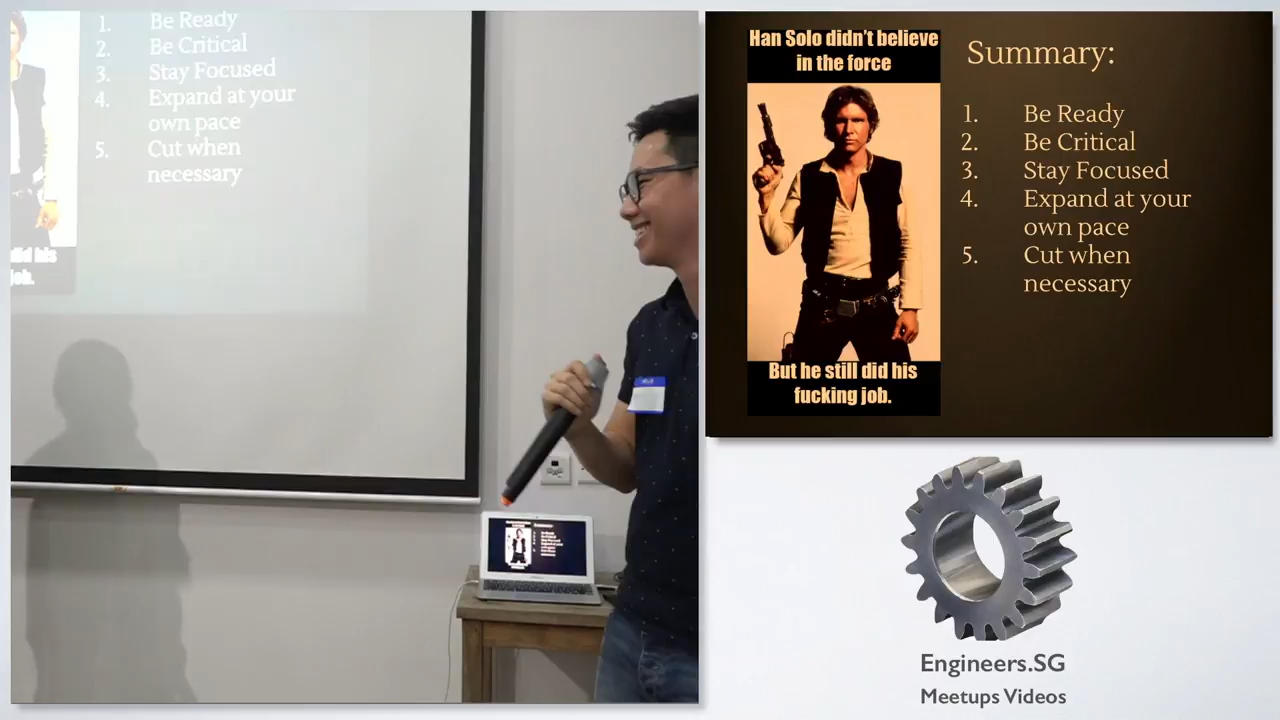 1. Be Ready
2. Be Critical
3. Stay Focused
4. Expand at your
own pace
5. Cut when
necessary
did his
job.
Han Solo didn't believe
in the force
But he still did his
fucking job.
Summary:
1. Be Ready
2. Be Critical
3. Stay Focused
4. Expand at your
own pace
5. Cut when
necessary
Engineers.SG
Meetups Videos